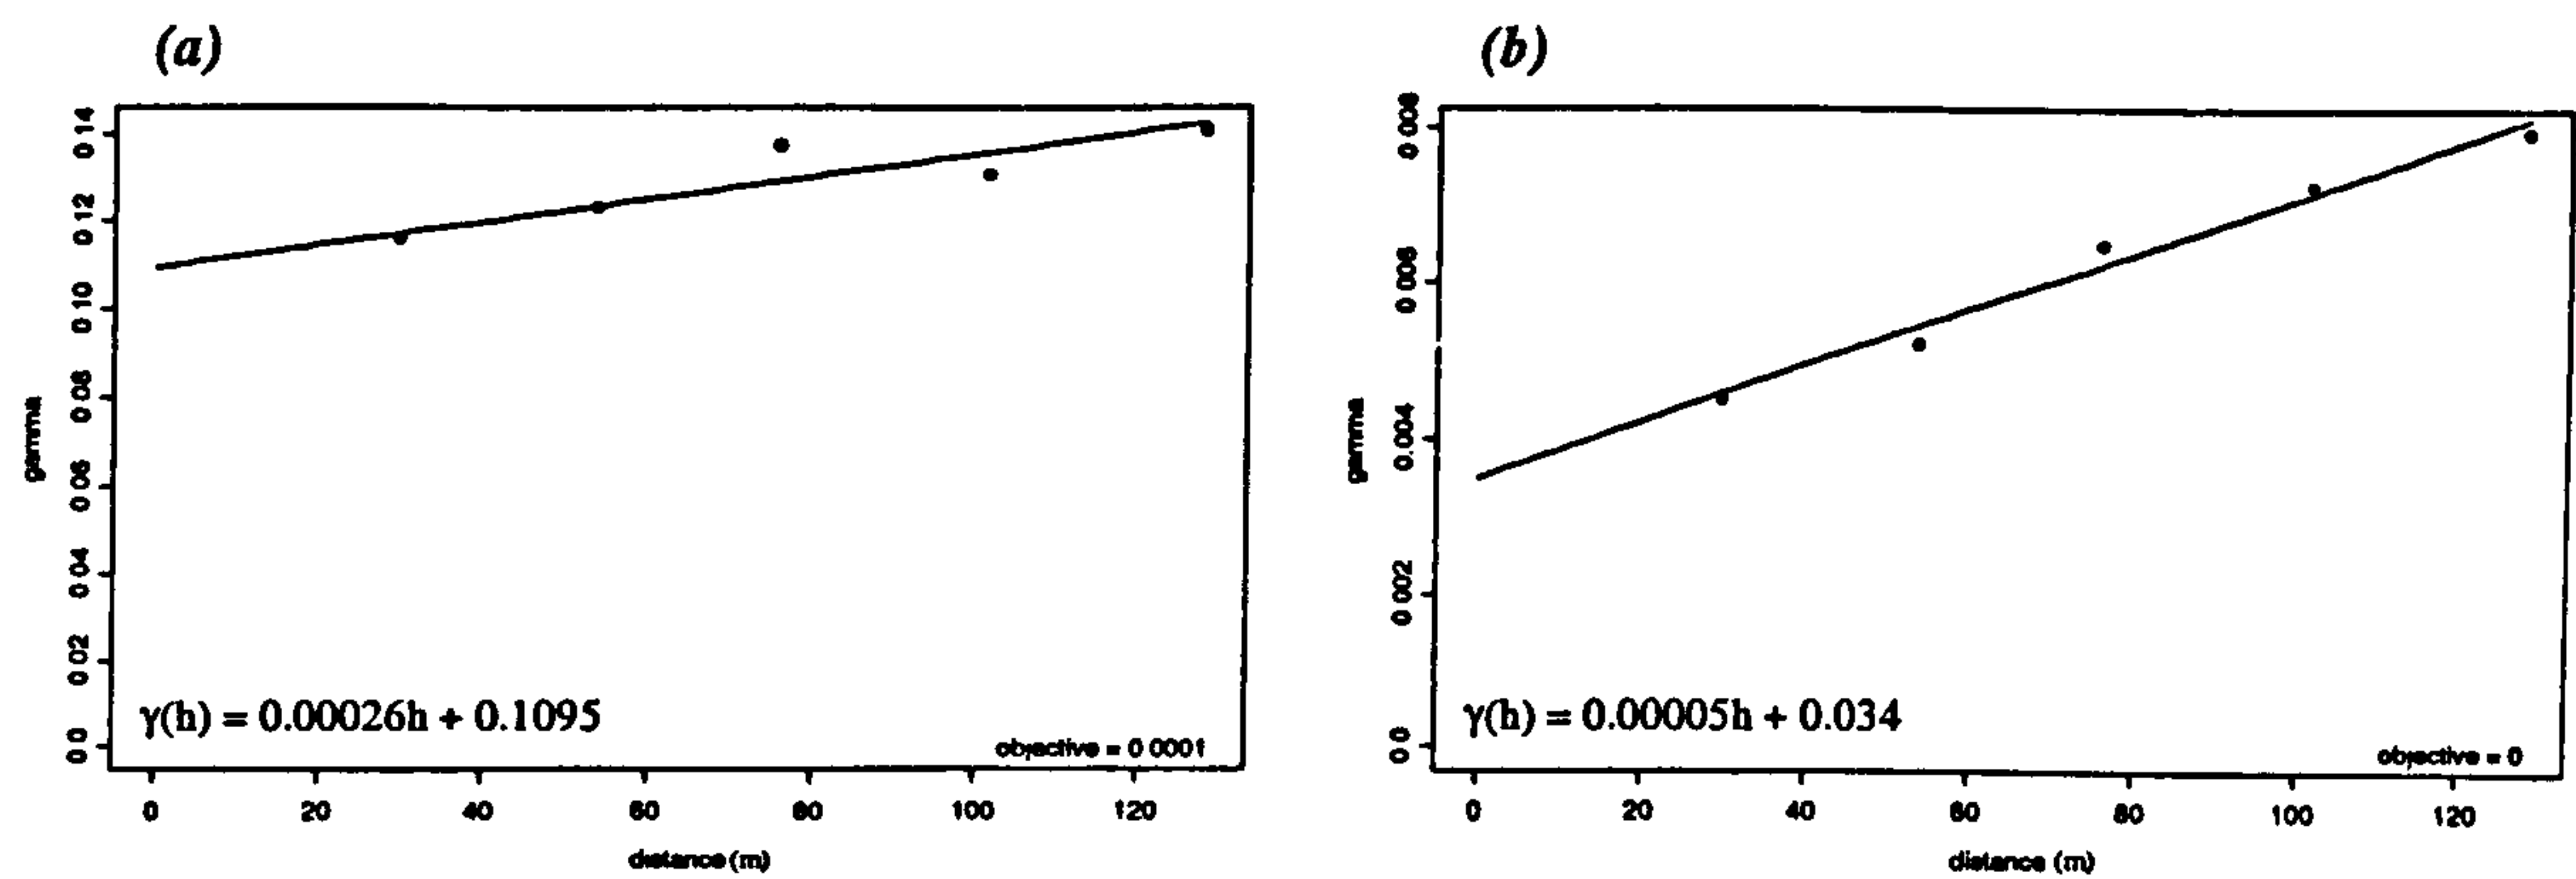 (a)
gamma
0 14
0 12
0 10
0 08
0 06
0 04
0 02
0 0
γ(h) = 0.00026h + 0.1095
objective = 0 0001
0 20 40 60 80 100 120
distance (m)
(b)
gamma
0 008
0 006
0.004
0 002
0 0
γ(h) = 0.00005h + 0.034
objective = 0
0 20 40 60 80 100 120
distance (m)